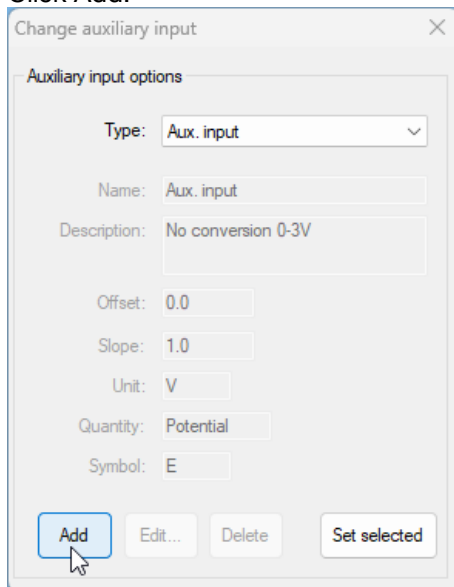 Click Add.
Change auxiliary input
Auxiliary input options
Type: Aux. input
Name: Aux. input
Description: No conversion 0-3V
Offset: 0.0
Slope: 1.0
Unit: V
Quantity: Potential
Symbol: E
Add Edit... Delete Set selected